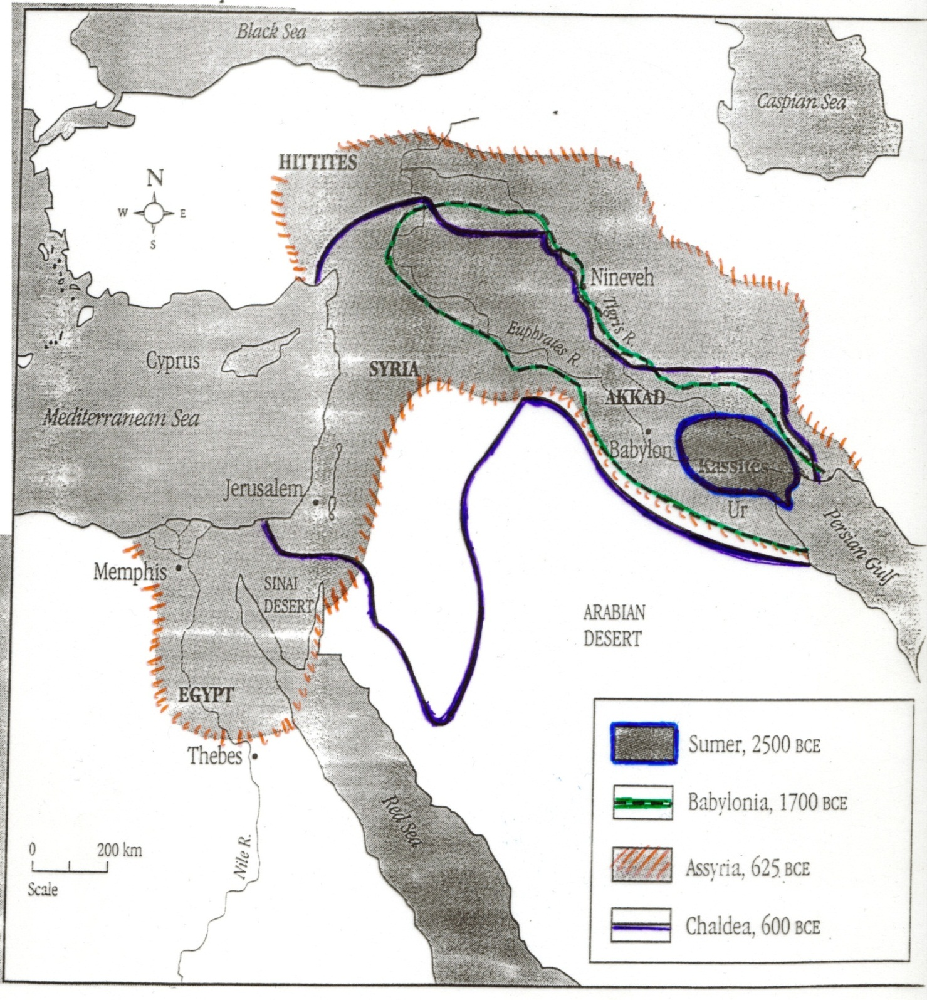 Black Sea
Caspian Sea
HITTITES
N
W
E
S
Nineveh
Tigris R.
Euphrates R.
Cyprus
SYRIA
AKKAD
Mediterranean Sea
Babylon
Kassites
Jerusalem
Ur
Persian Gulf
Memphis
SINAI
DESERT
ARABIAN
DESERT
EGYPT
Thebes
Red Sea
Nile R.
0 200 km
Scale
Sumer, 2500 BCE
Babylonia, 1700 BCE
Assyria, 625 BCE
Chaldea, 600 BCE